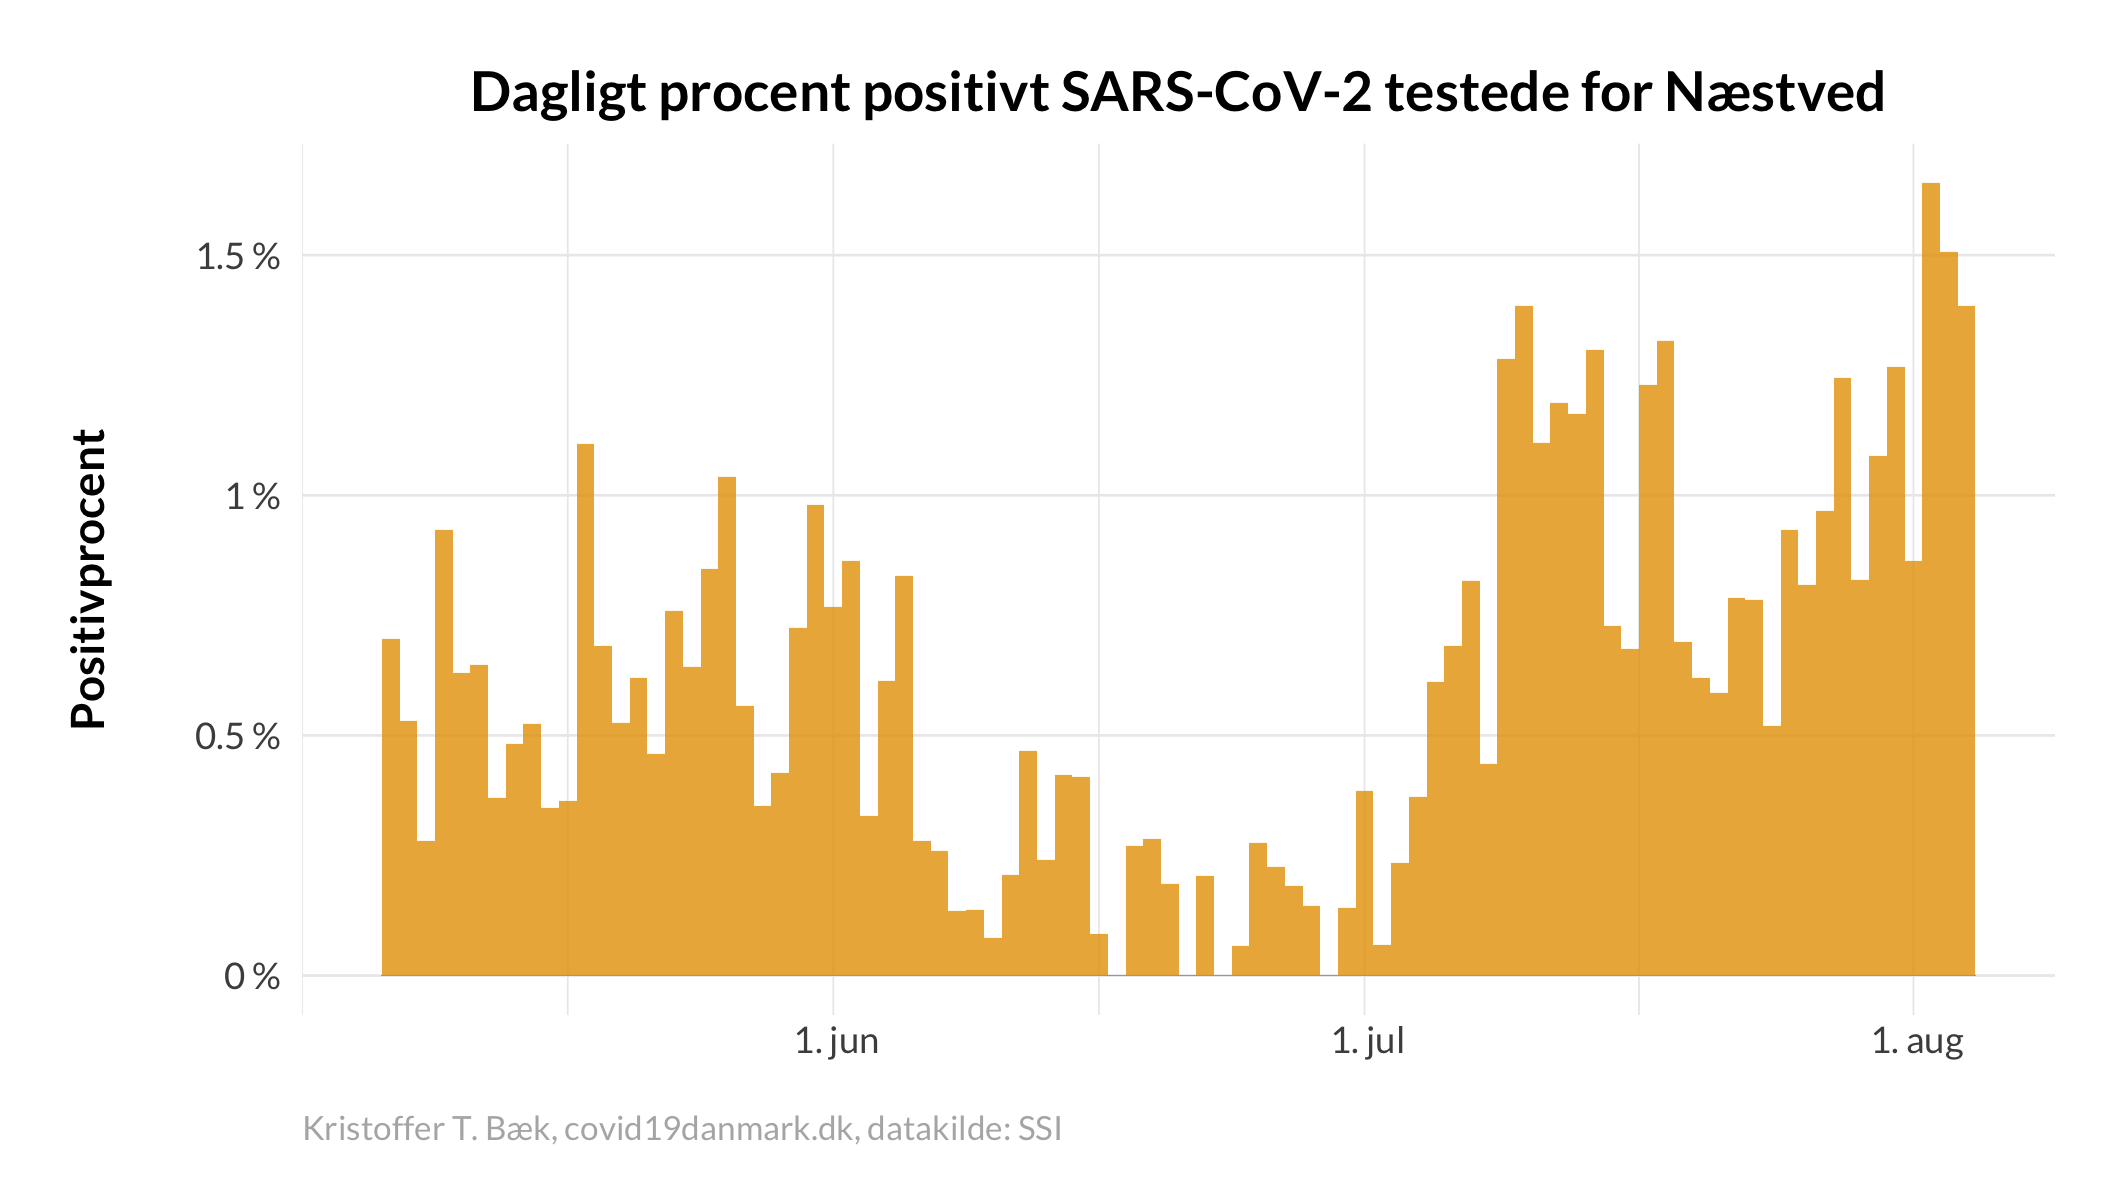 Dagligt procent positivt SARS-CoV-2 testede for Næstved
Positivprocent
1.5 %
1 %
0.5 %
0 %
1. jun
1. jul
1. aug
Kristoffer T. Bæk, covid19danmark.dk, datakilde: SSI